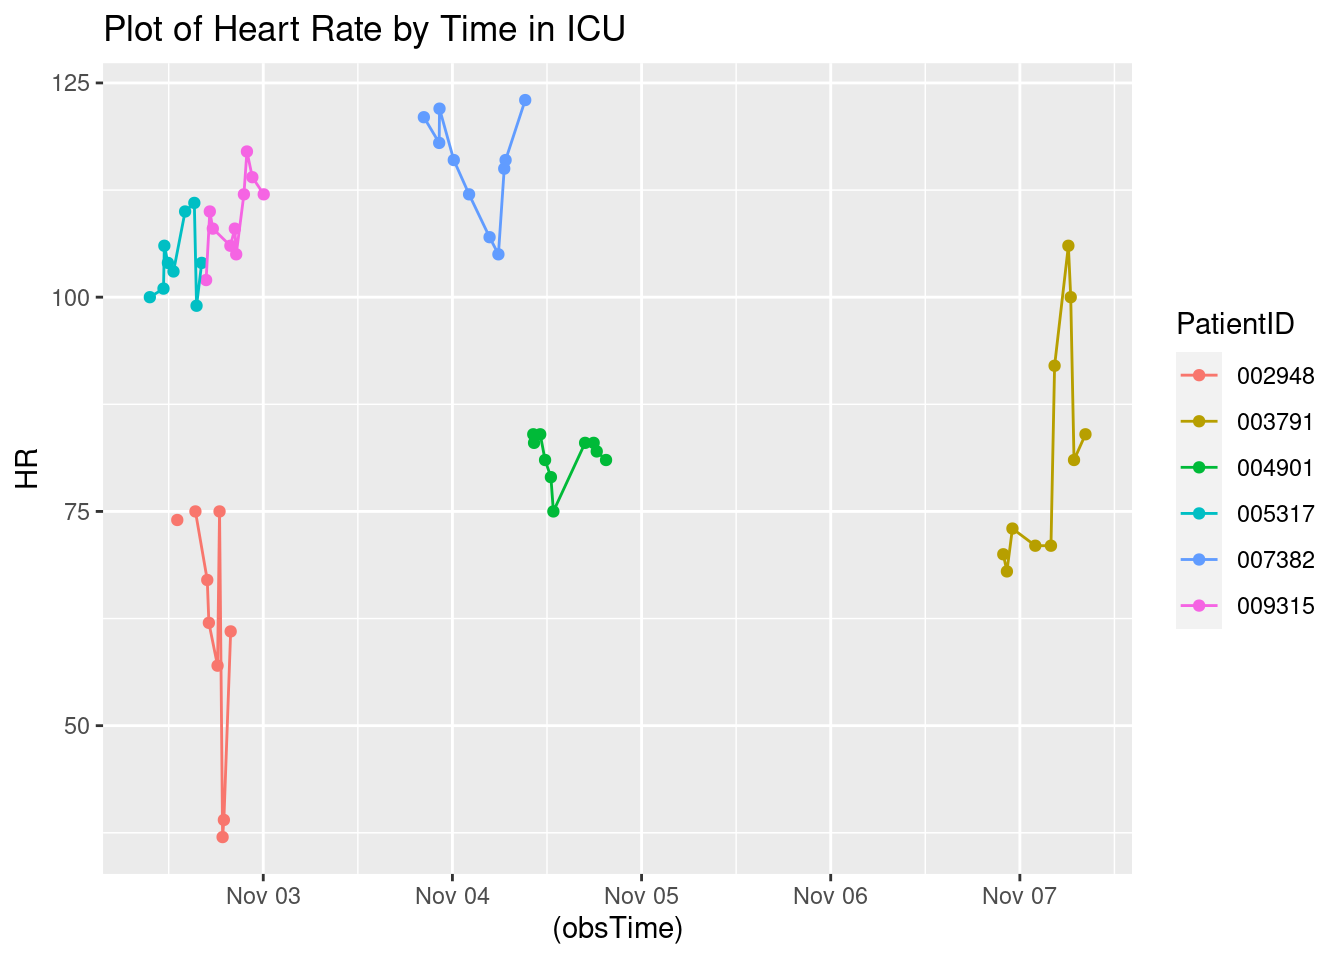 Plot of Heart Rate by Time in ICU
125
100
75
50
HR
Nov 03
Nov 04
Nov 05
Nov 06
Nov 07
(obsTime)
PatientID
002948
003791
004901
005317
007382
009315